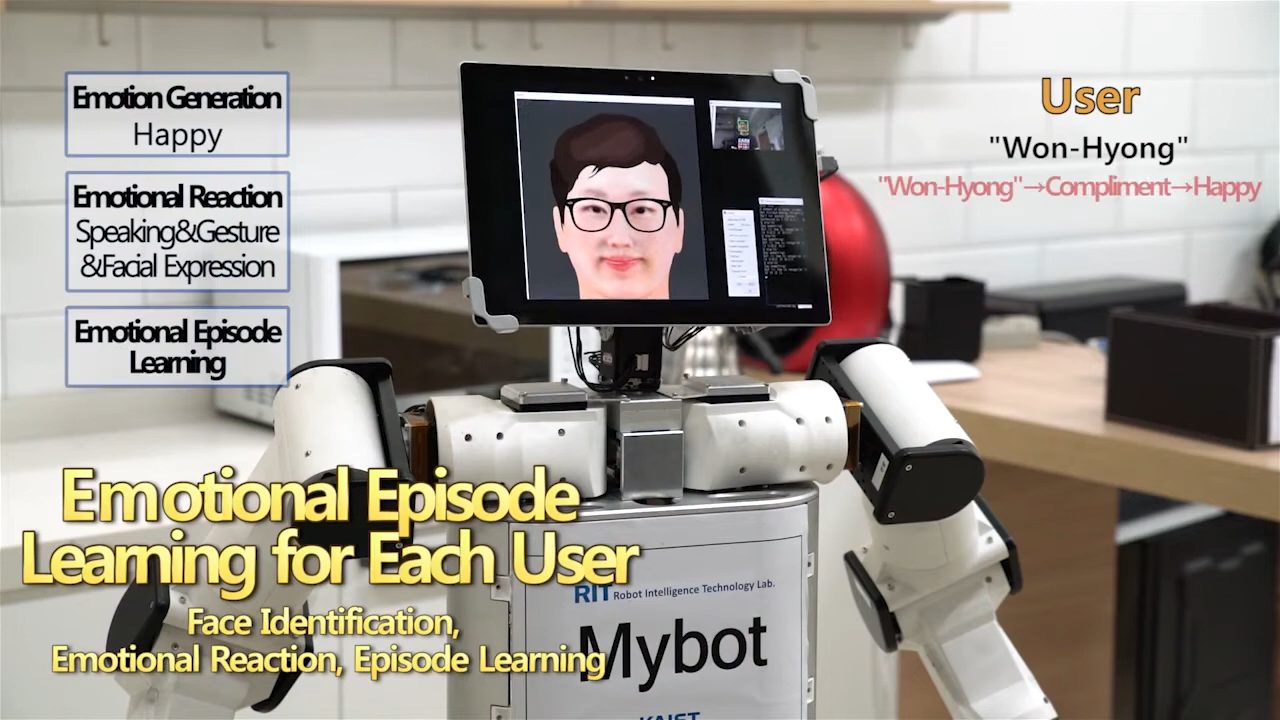 Emotion Generation
Happy
Emotional Reaction
Speaking&Gesture
&Facial Expression
Emotional Episode
Learning
User
"Won-Hyong"
"Won-Hyong"→Compliment→Happy
Emotional Episode
Learning for Each User
Face Identification,
Emotional Reaction, Episode Learning
RIT Robot Intelligence Technology Lab.
Mybot
KAIST